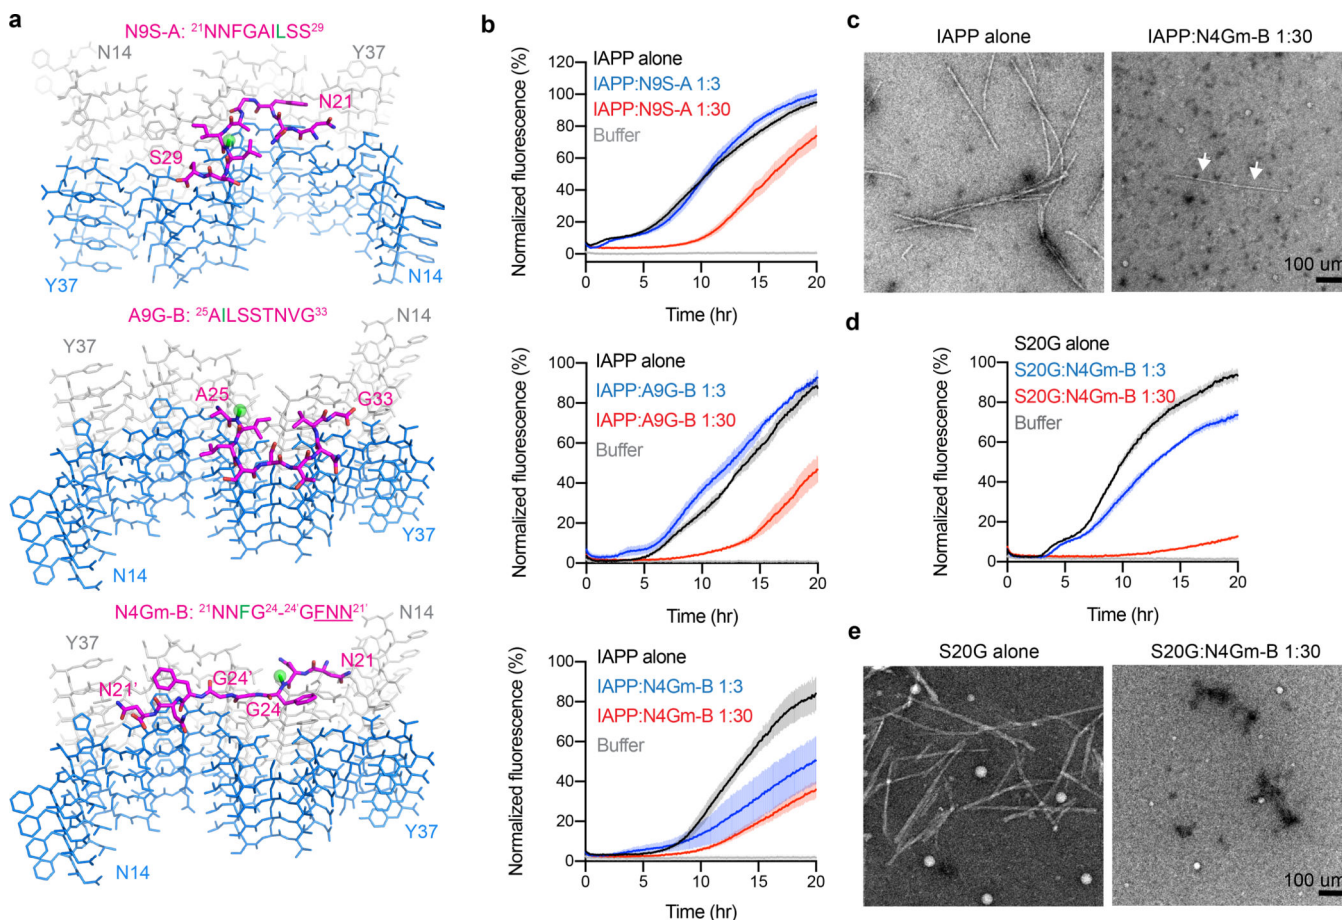 a
N9S-A: ²¹NNFGAILSS²⁹
N14
Y37
N21
S29
Y37
N14
A9G-B: ²⁵AILSSTNVG³³
N14
Y37
A25
G33
N14
Y37
N4Gm-B: ²¹NNFG²⁴-²⁴'GFNN²¹'
N14
Y37
N21'
G24'
G24
N21
Y37
N14
b
IAPP alone
IAPP:N9S-A 1:3
IAPP:N9S-A 1:30
Buffer
Normalized fluorescence (%)
120
100
80
60
40
20
0
0 5 10 15 20
Time (hr)
IAPP alone
IAPP:A9G-B 1:3
IAPP:A9G-B 1:30
Buffer
Normalized fluorescence (%)
100
80
60
40
20
0
0 5 10 15 20
Time (hr)
IAPP alone
IAPP:N4Gm-B 1:3
IAPP:N4Gm-B 1:30
Buffer
Normalized fluorescence (%)
100
80
60
40
20
0
0 5 10 15 20
Time (hr)
c
IAPP alone
IAPP:N4Gm-B 1:30
100 um
d
S20G alone
S20G:N4Gm-B 1:3
S20G:N4Gm-B 1:30
Buffer
Normalized fluorescence (%)
100
80
60
40
20
0
0 5 10 15 20
Time (hr)
e
S20G alone
S20G:N4Gm-B 1:30
100 um